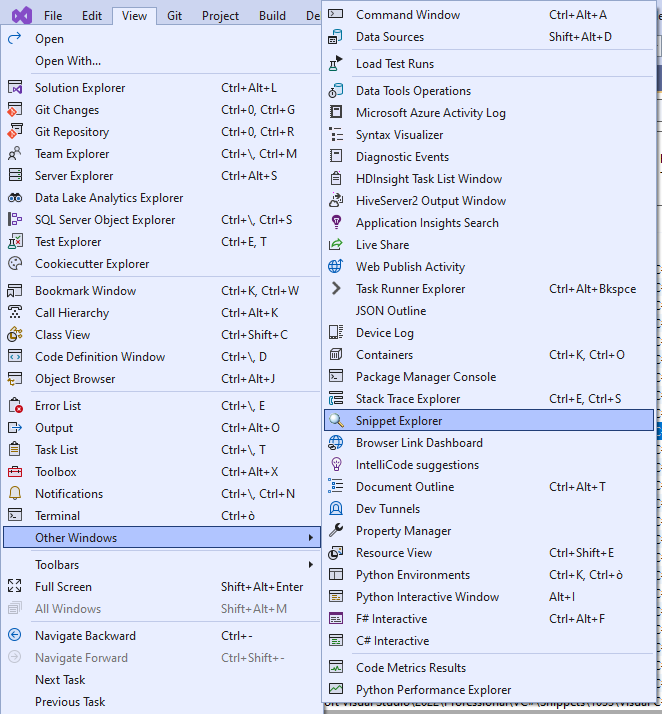 File Edit View Git Project Build De
Open
Open With...
Solution Explorer Ctrl+Alt+L
Git Changes Ctrl+0, Ctrl+G
Git Repository Ctrl+0, Ctrl+R
Team Explorer Ctrl+\, Ctrl+M
Server Explorer Ctrl+Alt+S
Data Lake Analytics Explorer
SQL Server Object Explorer Ctrl+\, Ctrl+S
Test Explorer Ctrl+E, T
Cookiecutter Explorer
Bookmark Window Ctrl+K, Ctrl+W
Call Hierarchy Ctrl+Alt+K
Class View Ctrl+Shift+C
Code Definition Window Ctrl+\, D
Object Browser Ctrl+Alt+J
Error List Ctrl+\, E
Output Ctrl+Alt+O
Task List Ctrl+\, T
Toolbox Ctrl+Alt+X
Notifications Ctrl+\, Ctrl+N
Terminal Ctrl+ò
Other Windows
Toolbars
Full Screen Shift+Alt+Enter
All Windows Shift+Alt+M
Navigate Backward Ctrl+-
Navigate Forward Ctrl+Shift+-
Next Task
Previous Task
Command Window Ctrl+Alt+A
Data Sources Shift+Alt+D
Load Test Runs
Data Tools Operations
Microsoft Azure Activity Log
Syntax Visualizer
Diagnostic Events
HDInsight Task List Window
HiveServer2 Output Window
Application Insights Search
Live Share
Web Publish Activity
Task Runner Explorer Ctrl+Alt+Bkspce
JSON Outline
Device Log
Containers Ctrl+K, Ctrl+O
Package Manager Console
Stack Trace Explorer Ctrl+E, Ctrl+S
Snippet Explorer
Browser Link Dashboard
IntelliCode suggestions
Document Outline Ctrl+Alt+T
Dev Tunnels
Property Manager
Resource View Ctrl+Shift+E
Python Environments Ctrl+K, Ctrl+ò
Python Interactive Window Alt+I
F# Interactive Ctrl+Alt+F
C# Interactive
Code Metrics Results
Python Performance Explorer